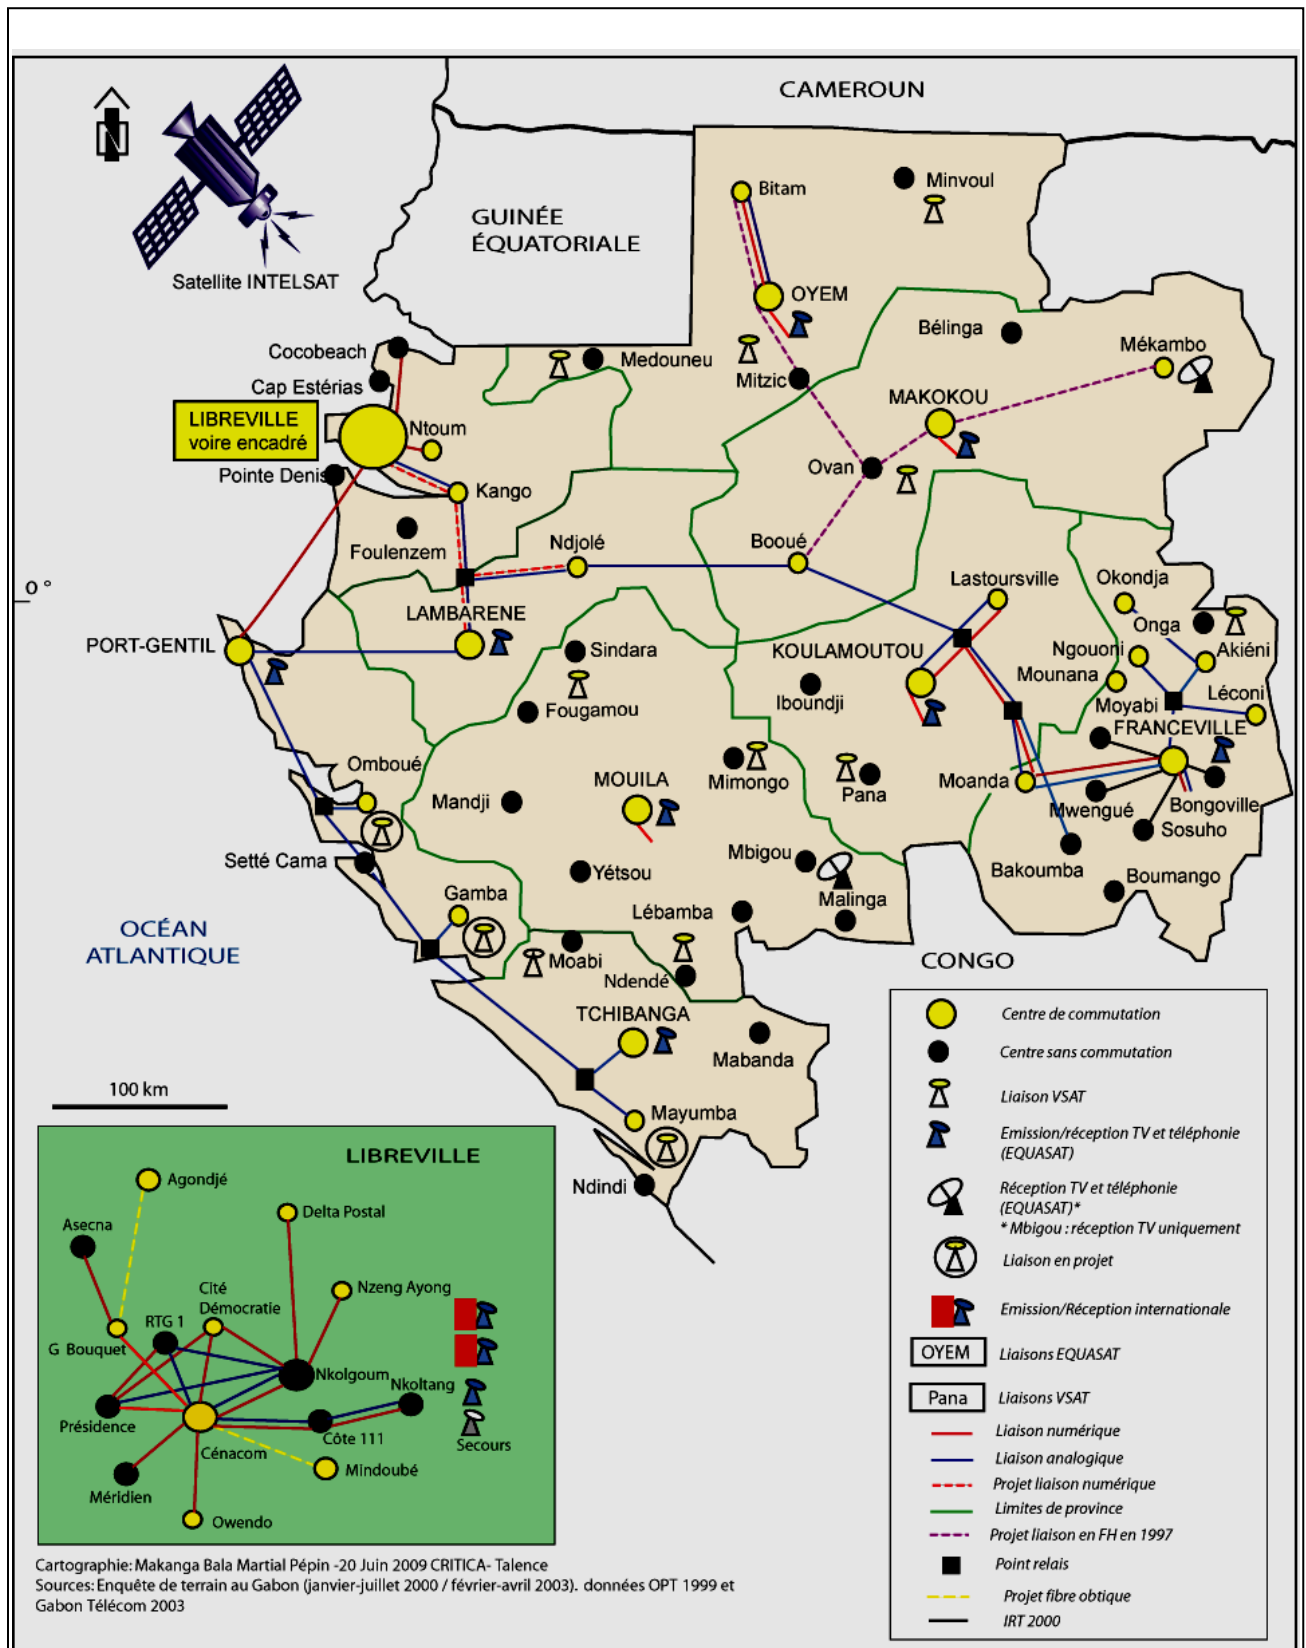 CAMEROUN
Bitam
Minvoul
GUINÉE
ÉQUATORIALE
Satellite INTELSAT
OYEM
Bélinga
Mékambo
Cocobeach
Medouneu
Mitzic
Cap Estérias
MAKOKOU
LIBREVILLE
voire encadré
Ntoum
Pointe Denis
Ovan
Kango
Foulenzem
Ndjolé
Booué
Lastoursville
Okondja
0 °
LAMBARENE
Onga
PORT-GENTIL
Sindara
KOULAMOUTOU
Ngouoni
Akiéni
Mounana
Iboundji
Moyabi
Léconi
Fougamou
FRANCEVILLE
Omboué
MOUILA
Mimongo
Pana
Moanda
Mandji
Mwengué
Bongoville
Sosuho
Setté Cama
Yétsou
Mbigou
Bakoumba
Boumango
Gamba
Lébamba
Malinga
OCÉAN
ATLANTIQUE
Moabi
Ndendé
CONGO
TCHIBANGA
Mabanda
100 km
Mayumba
Ndindi
Centre de commutation
Centre sans commutation
Liaison VSAT
Emission/réception TV et téléphonie
(EQUASAT)
Réception TV et téléphonie
(EQUASAT)*
* Mbigou : réception TV uniquement
Liaison en projet
Emission/Réception internationale
OYEM Liaisons EQUASAT
Pana Liaisons VSAT
Liaison numérique
Liaison analogique
Projet liaison numérique
Limites de province
Projet liaison en FH en 1997
Point relais
Projet fibre obtique
IRT 2000
LIBREVILLE
Agondjé
Delta Postal
Asecna
Cité
Démocratie
Nzeng Ayong
RTG 1
G Bouquet
Nkolgoum
Nkoltang
Présidence
Côte 111
Secours
Cénacom
Mindoubé
Méridien
Owendo
Cartographie: Makanga Bala Martial Pépin -20 Juin 2009 CRITICA- Talence
Sources: Enquête de terrain au Gabon (janvier-juillet 2000 / février-avril 2003). données OPT 1999 et
Gabon Télécom 2003